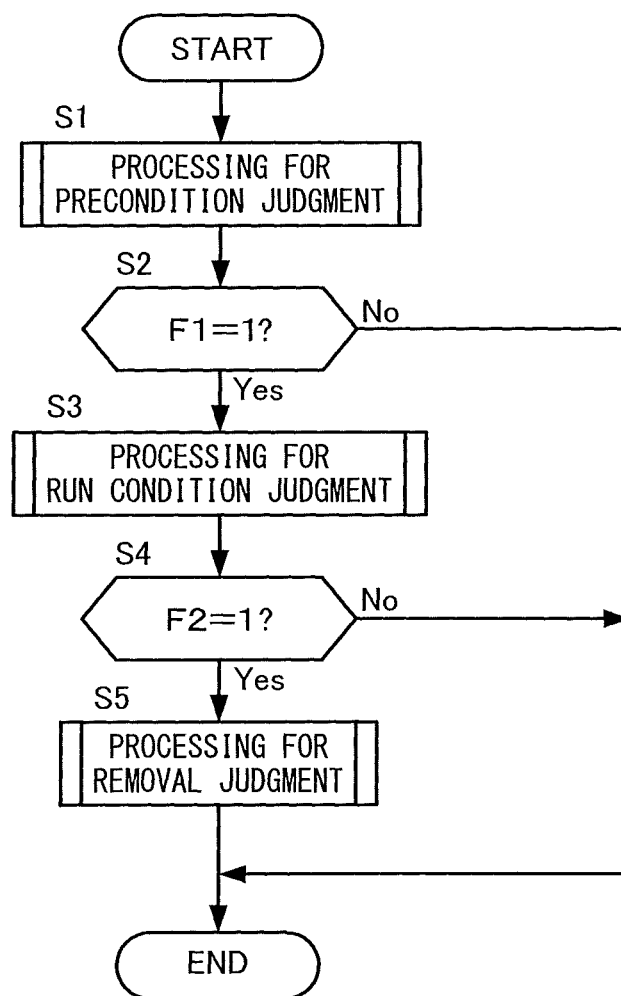 START
S1
PROCESSING FOR
PRECONDITION JUDGMENT
S2
F1=1?
No
Yes
S3
PROCESSING FOR
RUN CONDITION JUDGMENT
S4
F2=1?
No
Yes
S5
PROCESSING FOR
REMOVAL JUDGMENT
END